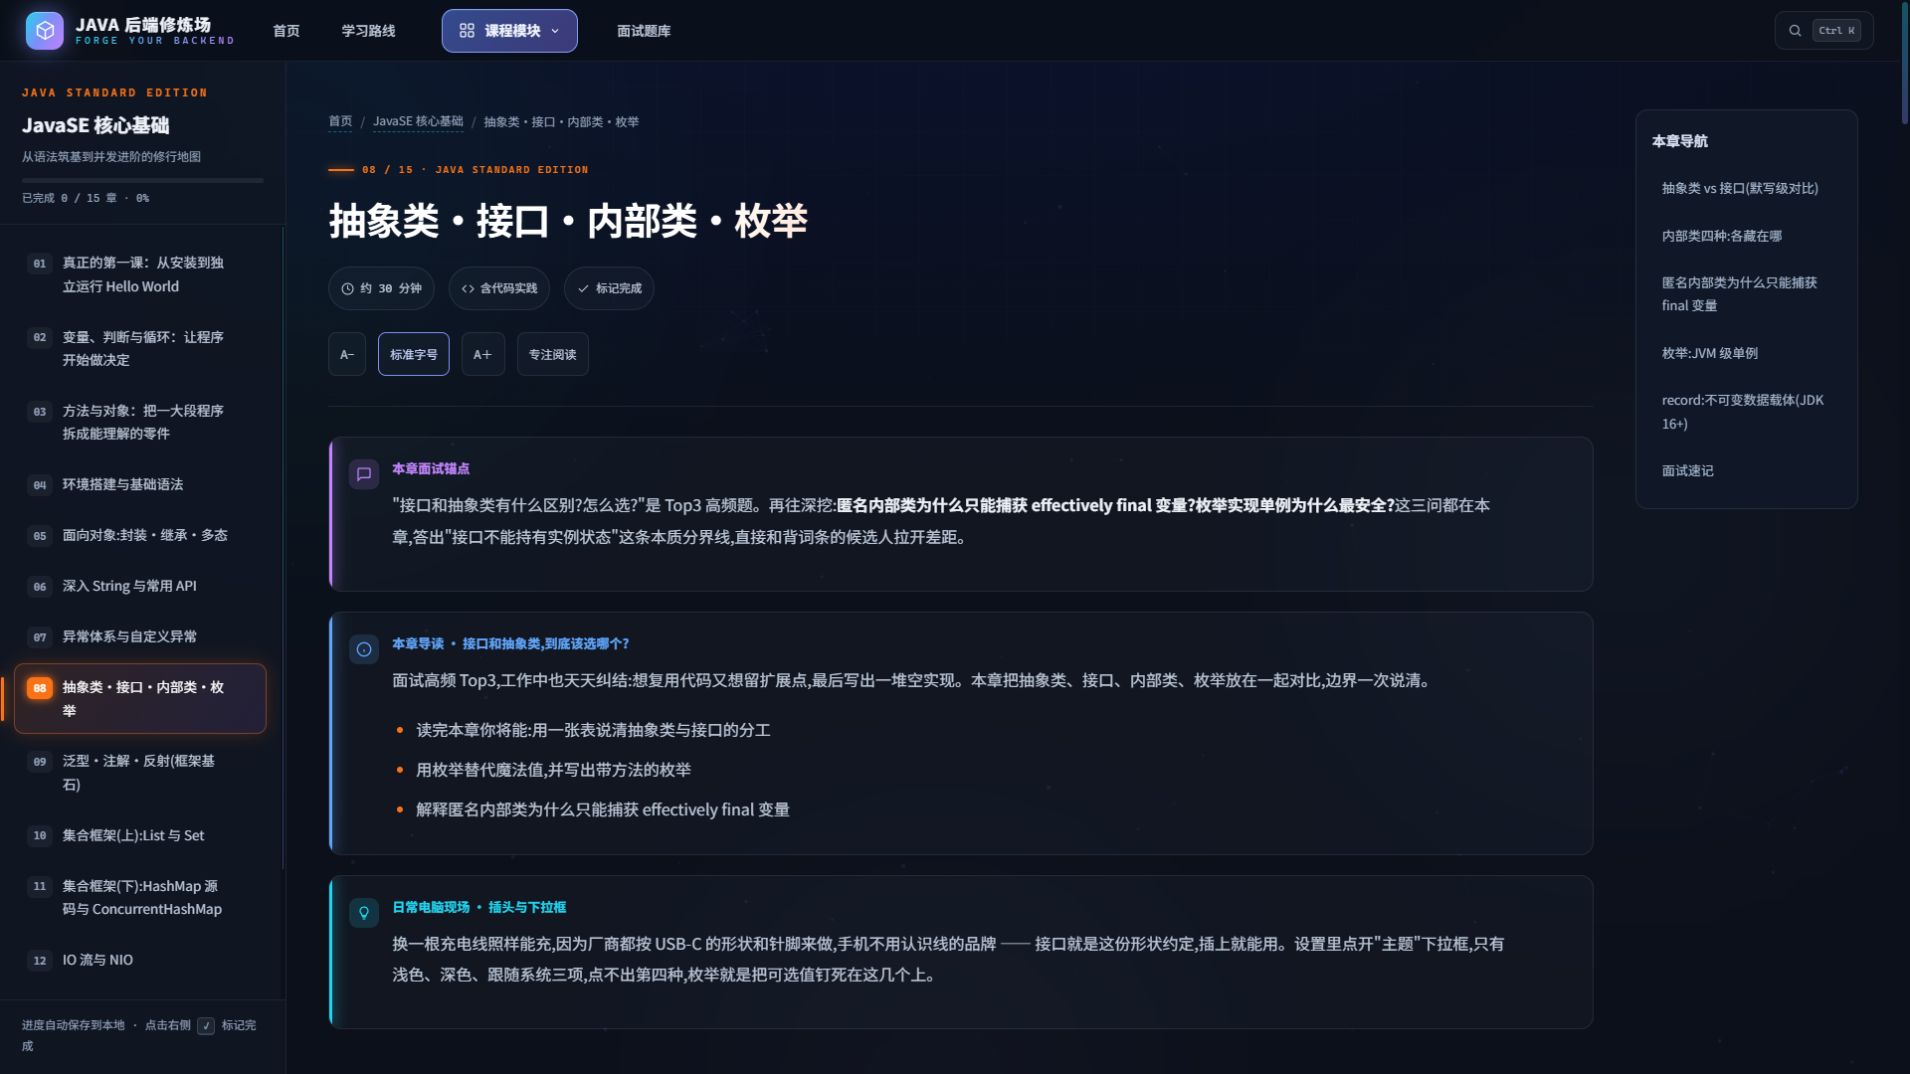 JAVA 后端修炼场
FORGE YOUR BACKEND
首页
学习路线
课程模块
面试题库
Ctrl K
JAVA STANDARD EDITION
JavaSE 核心基础
从语法筑基到并发进阶的修行地图
已完成 0 / 15 章 · 0%
01 真正的第一课：从安装到独
立运行 Hello World
02 变量、判断与循环：让程序
开始做决定
03 方法与对象：把一大段程序
拆成能理解的零件
04 环境搭建与基础语法
05 面向对象:封装・继承・多态
06 深入 String 与常用 API
07 异常体系与自定义异常
08 抽象类・接口・内部类・枚
举
09 泛型・注解・反射(框架基
石)
10 集合框架(上):List 与 Set
11 集合框架(下):HashMap 源
码与 ConcurrentHashMap
12 IO 流与 NIO
进度自动保存到本地 · 点击右侧 ✓ 标记完
成
首页 / JavaSE 核心基础 / 抽象类・接口・内部类・枚举
08 / 15 · JAVA STANDARD EDITION
抽象类・接口・内部类・枚举
约 30 分钟
含代码实践
标记完成
A-
标准字号
A+
专注阅读
本章面试锚点
"接口和抽象类有什么区别?怎么选?"是 Top3 高频题。再往深挖:匿名内部类为什么只能捕获 effectively final 变量?枚举实现单例为什么最安全?这三问都在本
章,答出"接口不能持有实例状态"这条本质分界线,直接和背词条的候选人拉开差距。
本章导读 · 接口和抽象类,到底该选哪个?
面试高频 Top3,工作中也天天纠结:想复用代码又想留扩展点,最后写出一堆空实现。本章把抽象类、接口、内部类、枚举放在一起对比,边界一次说清。
读完本章你将能:用一张表说清抽象类与接口的分工
用枚举替代魔法值,并写出带方法的枚举
解释匿名内部类为什么只能捕获 effectively final 变量
日常电脑现场 · 插头与下拉框
换一根充电线照样能充,因为厂商都按 USB-C 的形状和针脚来做,手机不用认识线的品牌 —— 接口就是这份形状约定,插上就能用。设置里点开"主题"下拉框,只有
浅色、深色、跟随系统三项,点不出第四种,枚举就是把可选值钉死在这几个上。
本章导航
抽象类 vs 接口(默写级对比)
内部类四种:各藏在哪
匿名内部类为什么只能捕获
final 变量
枚举:JVM 级单例
record:不可变数据载体(JDK
16+)
面试速记